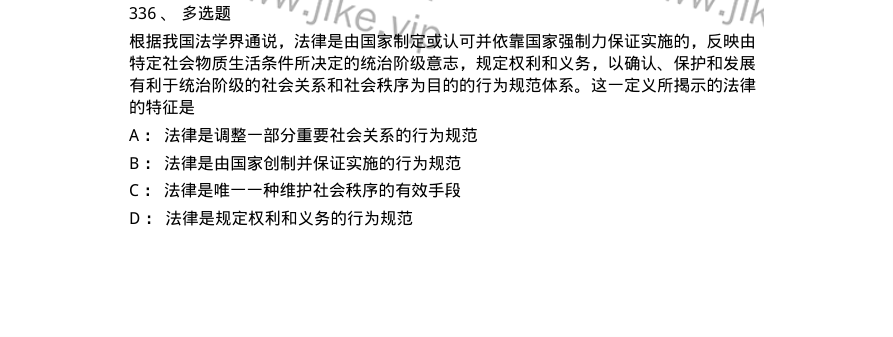 www.jike.vip
336 、 多选题
根据我国法学界通说，法律是由国家制定或认可并依靠国家强制力保证实施的，反映由
特定社会物质生活条件所决定的统治阶级意志，规定权利和义务，以确认、保护和发展
有利于统治阶级的社会关系和社会秩序为目的的行为规范体系。这一定义所揭示的法律
的特征是
A ： 法律是调整一部分重要社会关系的行为规范
B ： 法律是由国家创制并保证实施的行为规范
C ： 法律是唯一一种维护社会秩序的有效手段
D ： 法律是规定权利和义务的行为规范